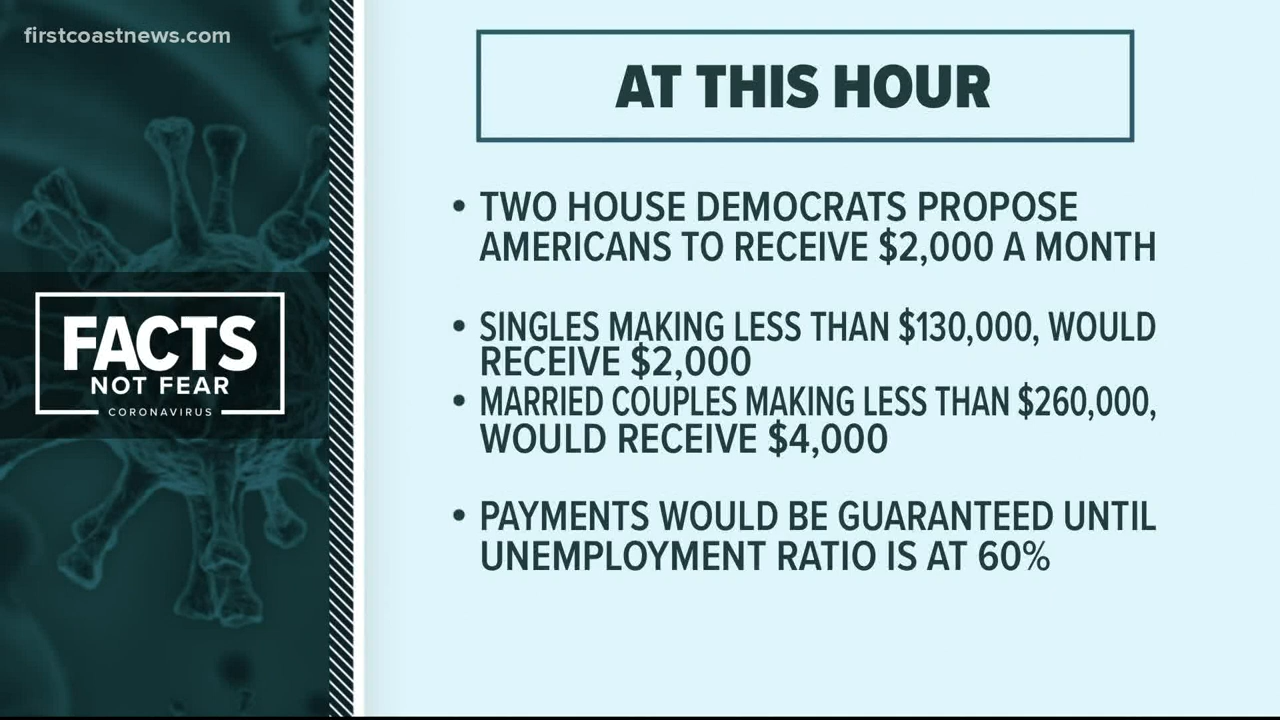 firstcoastnews.com
AT THIS HOUR
• TWO HOUSE DEMOCRATS PROPOSE
AMERICANS TO RECEIVE $2,000 A MONTH
• SINGLES MAKING LESS THAN $130,000, WOULD
RECEIVE $2,000
• MARRIED COUPLES MAKING LESS THAN $260,000,
WOULD RECEIVE $4,000
• PAYMENTS WOULD BE GUARANTEED UNTIL
UNEMPLOYMENT RATIO IS AT 60%
FACTS
NOT FEAR
CORONAVIRUS